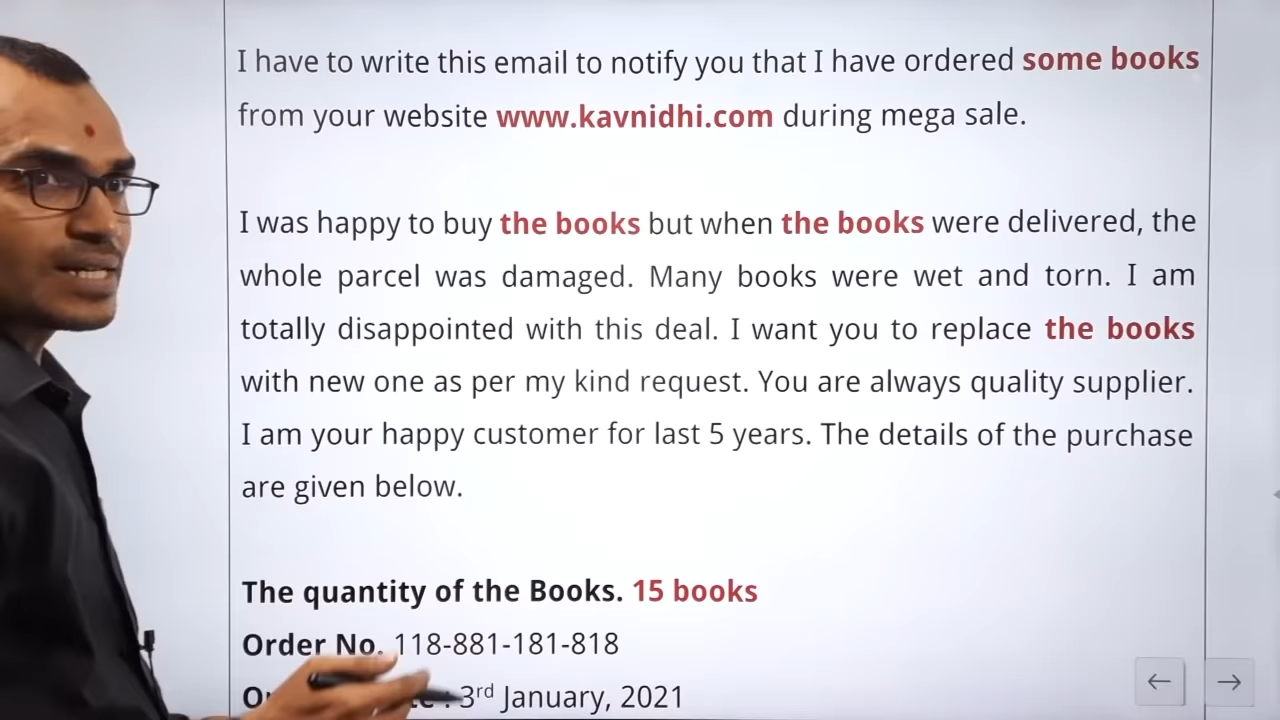 I have to write this email to notify you that I have ordered some books
from your website www.kavnidhi.com during mega sale.
I was happy to buy the books but when the books were delivered, the
whole parcel was damaged. Many books were wet and torn. I am
totally disappointed with this deal. I want you to replace the books
with new one as per my kind request. You are always quality supplier.
I am your happy customer for last 5 years. The details of the purchase
are given below.
The quantity of the Books. 15 books
Order No. 118-881-181-818
: 3rd January, 2021